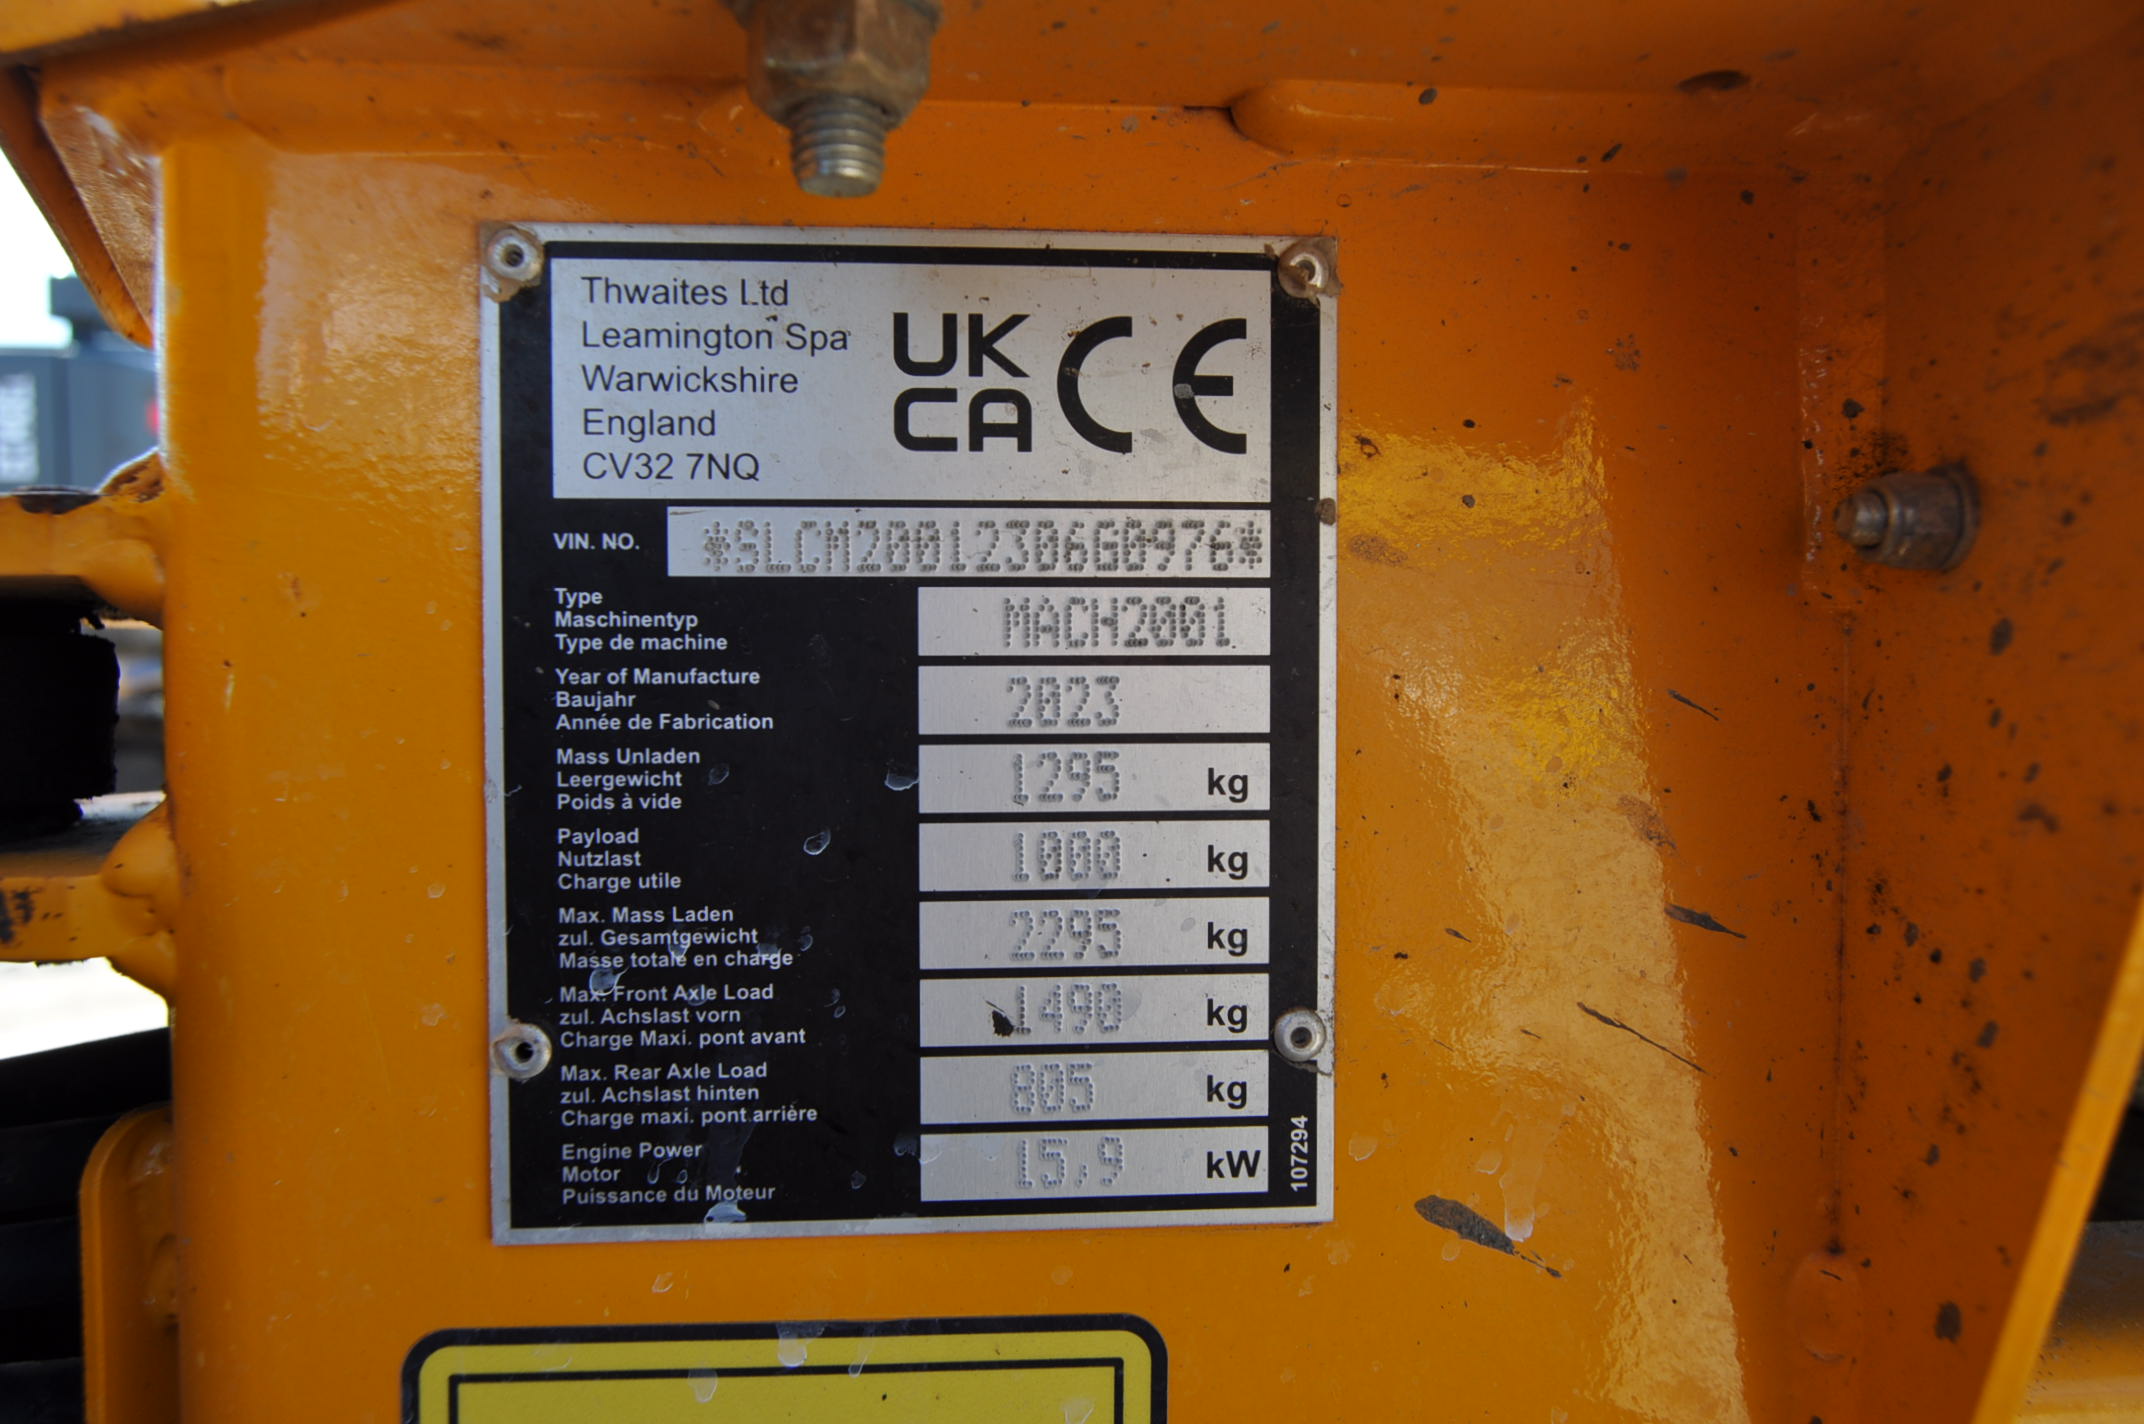 Thwaites Ltd
Leamington Spa
Warwickshire
England
CV32 7NQ
UK
CA
CE
VIN. NO. *SLCM20012306G0976*
Type
Maschinentyp
Type de machine
MACH2001
Year of Manufacture
Baujahr
Année de Fabrication
2023
Mass Unladen
Leergewicht
Poids à vide
1295 kg
Payload
Nutzlast
Charge utile
1000 kg
Max. Mass Laden
zul. Gesamtgewicht
Masse totale en charge
2295 kg
Max. Front Axle Load
zul. Achslast vorn
Charge Maxi. pont avant
1490 kg
Max. Rear Axle Load
zul. Achslast hinten
Charge maxi. pont arrière
805 kg
Engine Power
Motor
Puissance du Moteur
15,9 kW
107294